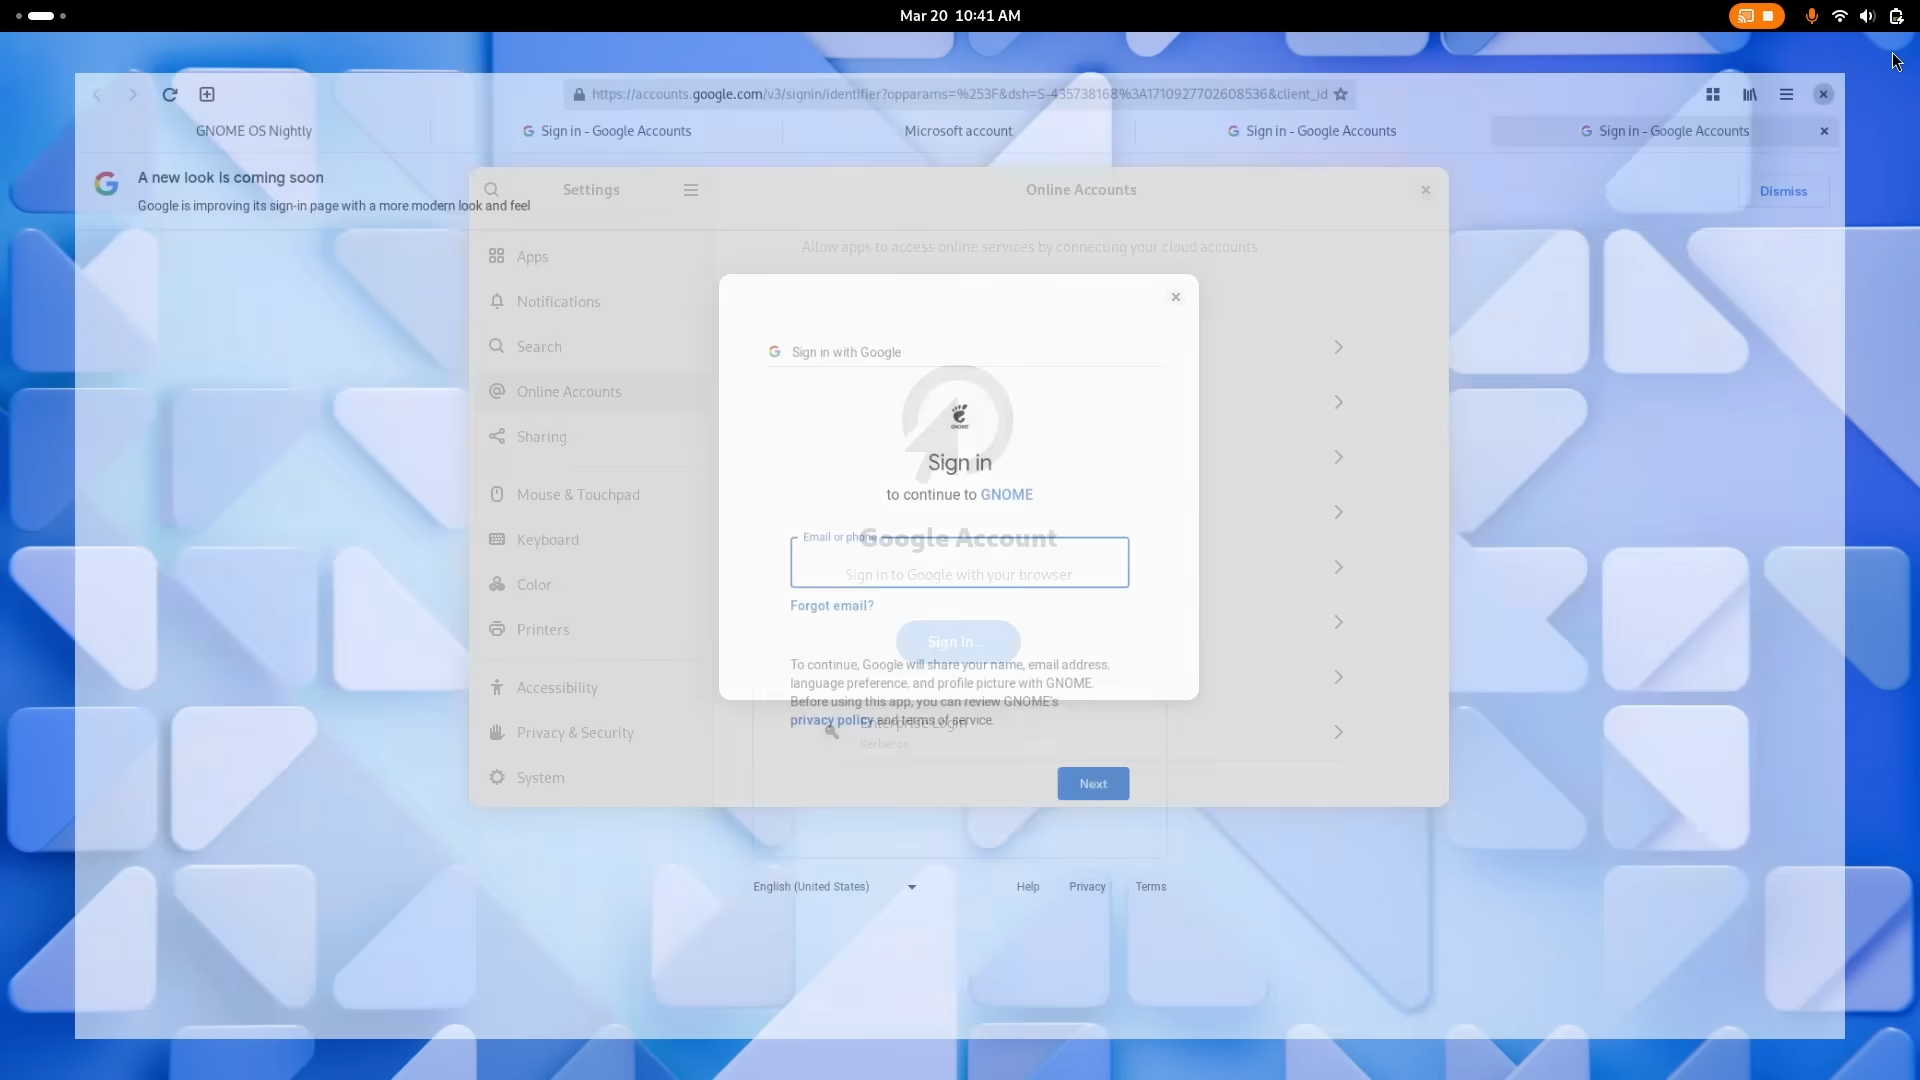 Mar 20 10:41 AM
https://accounts.google.com/v3/signin/identifier?opparams=%253F&dsh=S-435738168%3A1710927702608536&client_id
GNOME OS Nightly
Sign in - Google Accounts
Microsoft account
Sign in - Google Accounts
Sign in - Google Accounts
A new look is coming soon
Google is improving its sign-in page with a more modern look and feel
Dismiss
Settings
Online Accounts
Allow apps to access online services by connecting your cloud accounts
Apps
Notifications
Search
Online Accounts
Sharing
Mouse & Touchpad
Keyboard
Color
Printers
Accessibility
Privacy & Security
System
Sign in with Google
GNOME
Sign in
to continue to GNOME
Email or phone
Google Account
Sign in to Google with your browser
Forgot email?
Sign In...
To continue, Google will share your name, email address,
language preference, and profile picture with GNOME.
Before using this app, you can review GNOME's
privacy policy and terms of service.
Enterprise Login
Kerberos
Next
English (United States)
Help
Privacy
Terms